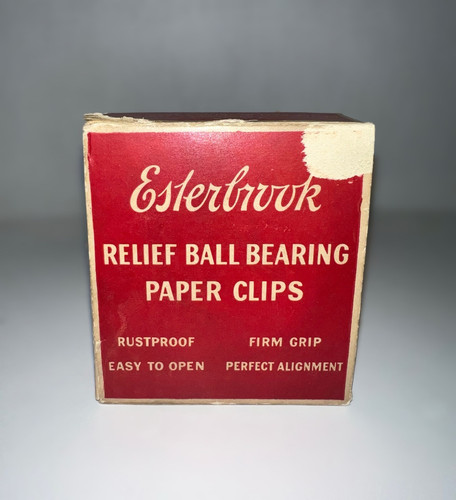 Esterbrook
RELIEF BALL BEARING
PAPER CLIPS
RUSTPROOF FIRM GRIP
EASY TO OPEN PERFECT ALIGNMENT